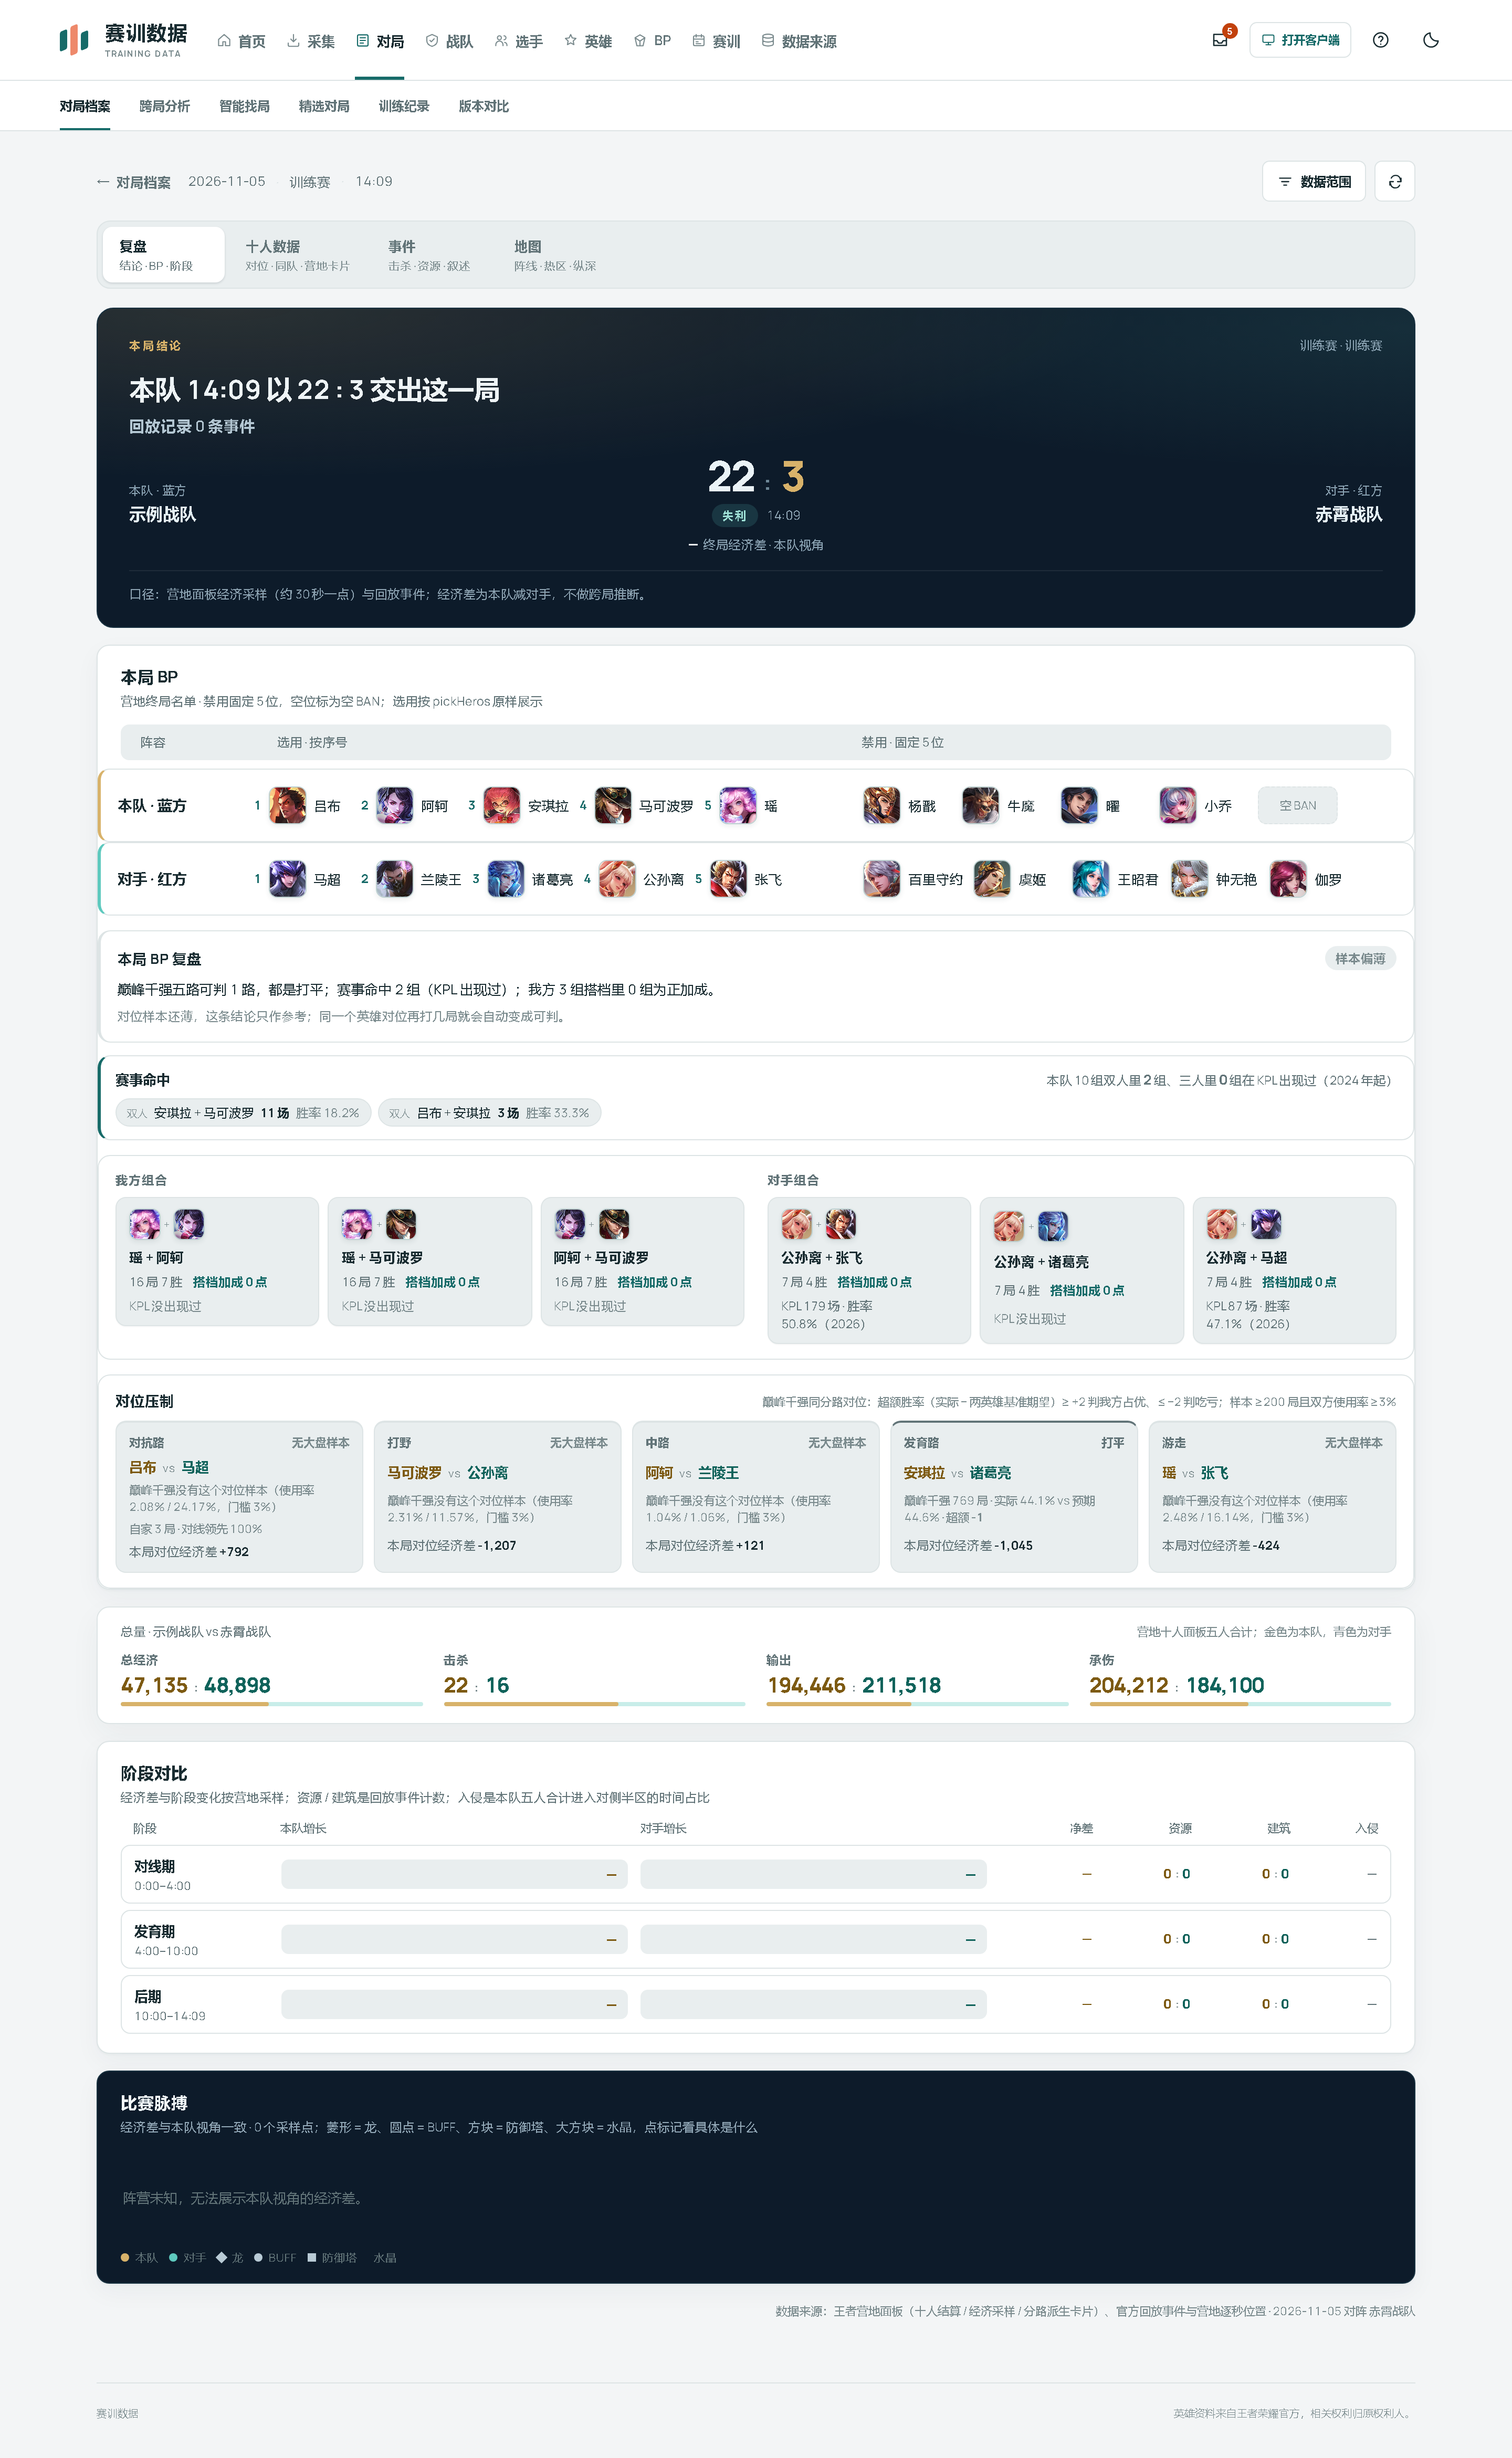 赛训数据
TRAINING DATA
首页 采集 对局 战队 选手 英雄 BP 赛训 数据来源
5
打开客户端
对局档案 跨局分析 智能找局 精选对局 训练纪录 版本对比
← 对局档案 2026-11-05 · 训练赛 · 14:09
数据范围
复盘 十人数据 事件 地图
结论·BP·阶段 对位·同队·营地卡片 击杀·资源·叙述 阵线·热区·纵深
本局结论
训练赛·训练赛
本队 14:09 以 22 : 3 交出这一局
回放记录 0 条事件
22 : 3
本队·蓝方
对手·红方
示例战队
失利 14:09
赤霄战队
— 终局经济差·本队视角
口径：营地面板经济采样（约 30 秒一点）与回放事件；经济差为本队减对手，不做跨局推断。
本局 BP
营地终局名单·禁用固定 5 位，空位标为空 BAN；选用按 pickHeros 原样展示
阵容 选用·按序号 禁用·固定 5 位
本队·蓝方 1 吕布 2 阿轲 3 安琪拉 4 马可波罗 5 瑶 杨戬 牛魔 曜 小乔 空 BAN
对手·红方 1 马超 2 兰陵王 3 诸葛亮 4 公孙离 5 张飞 百里守约 虞姬 王昭君 钟无艳 伽罗
本局 BP 复盘
样本偏薄
巅峰千强五路可判 1 路，都是打平；赛事命中 2 组（KPL 出现过）；我方 3 组搭档里 0 组为正加成。
对位样本还薄，这条结论只作参考；同一个英雄对位再打几局就会自动变成可判。
赛事命中
本队 10 组双人里 2 组、三人里 0 组在 KPL 出现过（2024 年起）
双人 安琪拉 + 马可波罗 11 场 胜率 18.2%
双人 吕布 + 安琪拉 3 场 胜率 33.3%
我方组合
+
瑶 + 阿轲
16 局 7 胜 搭档加成 0 点
KPL 没出现过
+
瑶 + 马可波罗
16 局 7 胜 搭档加成 0 点
KPL 没出现过
+
阿轲 + 马可波罗
16 局 7 胜 搭档加成 0 点
KPL 没出现过
对手组合
+
公孙离 + 张飞
7 局 4 胜 搭档加成 0 点
KPL 179 场·胜率
50.8%（2026）
+
公孙离 + 诸葛亮
7 局 4 胜 搭档加成 0 点
KPL 没出现过
+
公孙离 + 马超
7 局 4 胜 搭档加成 0 点
KPL 87 场·胜率
47.1%（2026）
对位压制
巅峰千强同分路对位：超额胜率（实际 − 两英雄基准期望）≥ +2 判我方占优、≤ −2 判吃亏；样本 ≥ 200 局且双方使用率 ≥ 3%
对抗路 无大盘样本
吕布 vs 马超
巅峰千强没有这个对位样本（使用率
2.08% / 24.17%，门槛 3%）
自家 3 局·对线领先 100%
本局对位经济差 +792
打野 无大盘样本
马可波罗 vs 公孙离
巅峰千强没有这个对位样本（使用率
2.31% / 11.57%，门槛 3%）
本局对位经济差 -1,207
中路 无大盘样本
阿轲 vs 兰陵王
巅峰千强没有这个对位样本（使用率
1.04% / 1.06%，门槛 3%）
本局对位经济差 +121
发育路 打平
安琪拉 vs 诸葛亮
巅峰千强 769 局·实际 44.1% vs 预期
44.6%·超额 -1
本局对位经济差 -1,045
游走 无大盘样本
瑶 vs 张飞
巅峰千强没有这个对位样本（使用率
2.48% / 16.14%，门槛 3%）
本局对位经济差 -424
总量·示例战队 vs 赤霄战队
营地十人面板五人合计；金色为本队，青色为对手
总经济 击杀 输出 承伤
47,135 : 48,898 22 : 16 194,446 : 211,518 204,212 : 184,100
阶段对比
经济差与阶段变化按营地采样；资源 / 建筑是回放事件计数；入侵是本队五人合计进入对侧半区的时间占比
阶段 本队增长 对手增长 净差 资源 建筑 入侵
对线期
0:00–4:00
— — — 0 : 0 0 : 0 —
发育期
4:00–10:00
— — — 0 : 0 0 : 0 —
后期
10:00–14:09
— — — 0 : 0 0 : 0 —
比赛脉搏
经济差与本队视角一致·0 个采样点；菱形 = 龙、圆点 = BUFF、方块 = 防御塔、大方块 = 水晶，点标记看具体是什么
阵营未知，无法展示本队视角的经济差。
本队 对手 龙 BUFF 防御塔 水晶
数据来源：王者营地面板（十人结算 / 经济采样 / 分路派生卡片）、官方回放事件与营地逐秒位置·2026-11-05 对阵 赤霄战队
赛训数据
英雄资料来自王者荣耀官方，相关权利归原权利人。